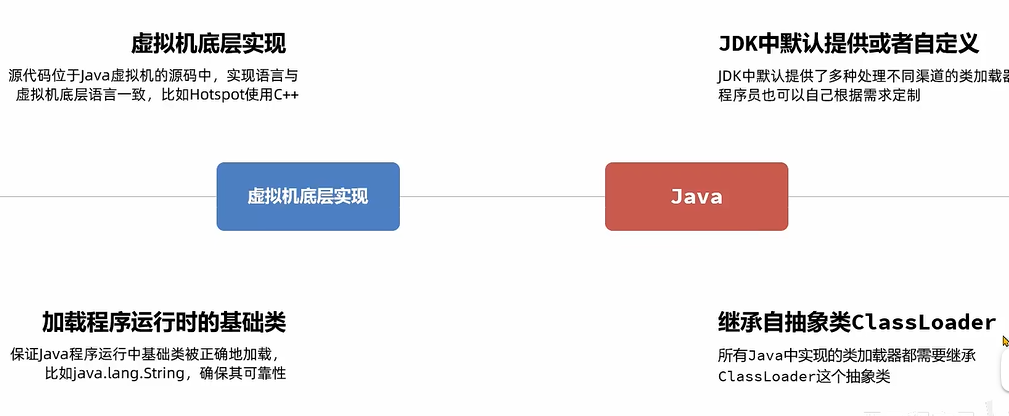 虚拟机底层实现
源代码位于Java虚拟机的源码中，实现语言与
虚拟机底层语言一致，比如Hotspot使用C++
JDK中默认提供或者自定义
JDK中默认提供了多种处理不同渠道的类加载器
程序员也可以自己根据需求定制
虚拟机底层实现
Java
加载程序运行时的基础类
保证Java程序运行中基础类被正确地加载，
比如java.lang.String，确保其可靠性
继承自抽象类ClassLoader
所有Java中实现的类加载器都需要继承
ClassLoader这个抽象类